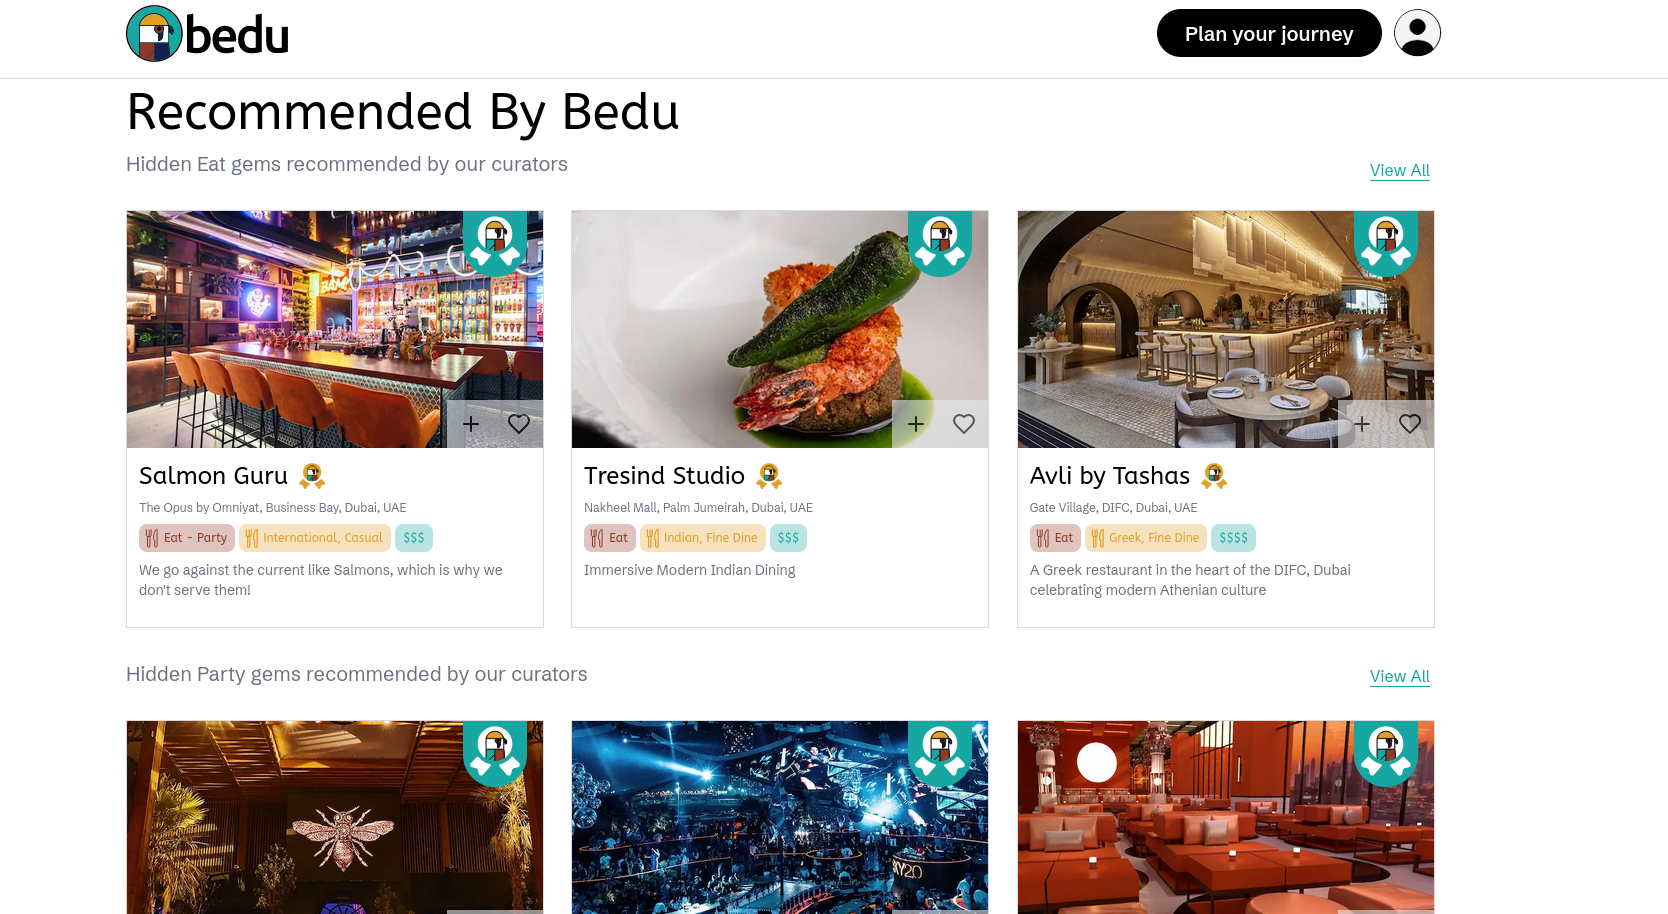 bedu
Plan your journey
Recommended By Bedu
Hidden Eat gems recommended by our curators
View All
Salmon Guru
The Opus by Omniyat, Business Bay, Dubai, UAE
Eat - Party
International, Casual
$$$
We go against the current like Salmons, which is why we
don't serve them!
Tresind Studio
Nakheel Mall, Palm Jumeirah, Dubai, UAE
Eat
Indian, Fine Dine
$$$
Immersive Modern Indian Dining
Avli by Tashas
Gate Village, DIFC, Dubai, UAE
Eat
Greek, Fine Dine
$$$$
A Greek restaurant in the heart of the DIFC, Dubai
celebrating modern Athenian culture
Hidden Party gems recommended by our curators
View All